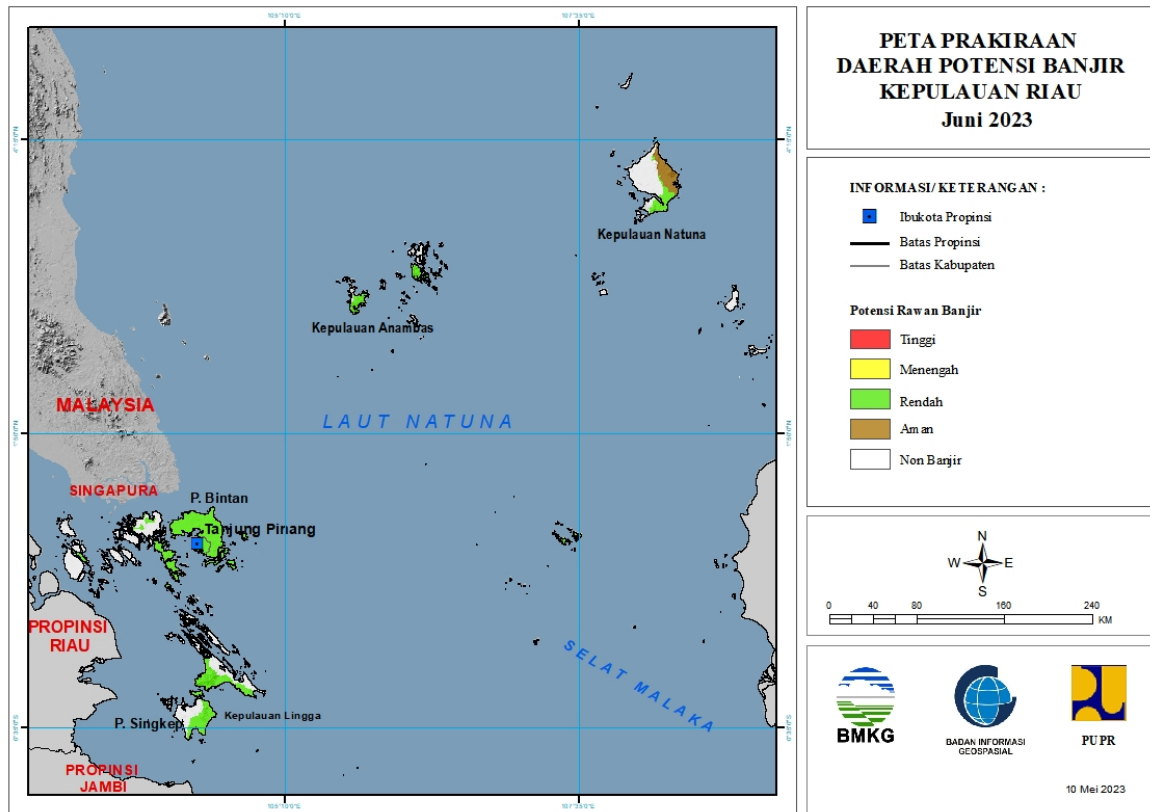 PETA PRAKIRAAN
DAERAH POTENSI BANJIR
KEPULAUAN RIAU
Juni 2023
INFORMASI/ KETERANGAN :
Ibukota Propinsi
Batas Propinsi
Batas Kabupaten
Potensi Rawan Banjir
Tinggi
Menengah
Rendah
Aman
Non Banjir
N
W E
S
0 40 80 160 240
KM
BMKG
BADAN INFORMASI
GEOSPASIAL
PUPR
10 Mei 2023
Kepulauan Natuna
Kepulauan Anambas
MALAYSIA
LAUT NATUNA
SINGAPURA
P. Bintan
Tanjung Pinang
PROPINSI
RIAU
SELAT MALAKA
Kepulauan Lingga
P. Singkep
PROPINSI
JAMBI